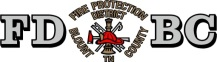 FD
FIRE PROTECTION
DISTRICT
BLOUNT
COUNTY
TN
BC